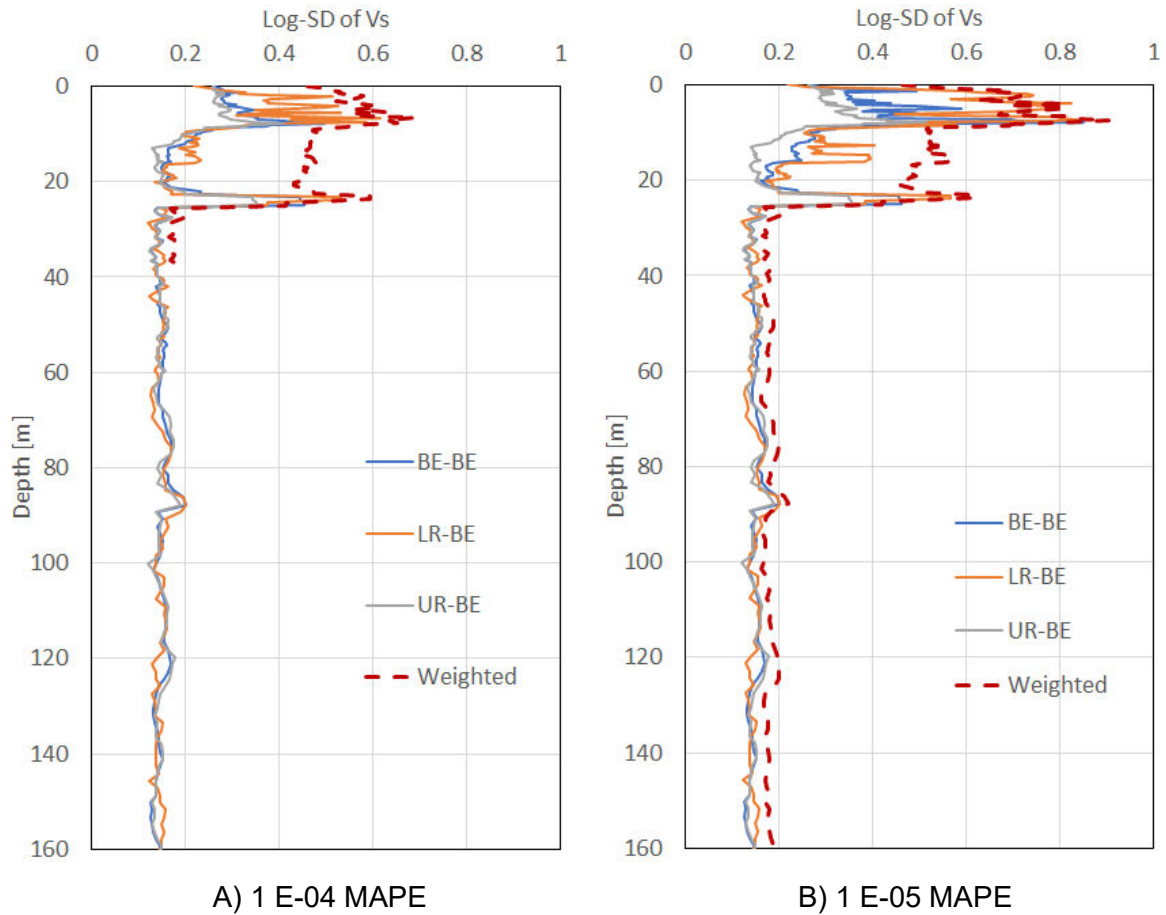 Log-SD of Vs
0 0.2 0.4 0.6 0.8 1
0
20
40
60
80
100
120
140
160
Depth [m]
BE-BE
LR-BE
UR-BE
Weighted
A) 1 E-04 MAPE
Log-SD of Vs
0 0.2 0.4 0.6 0.8 1
0
20
40
60
80
100
120
140
160
Depth [m]
BE-BE
LR-BE
UR-BE
Weighted
B) 1 E-05 MAPE